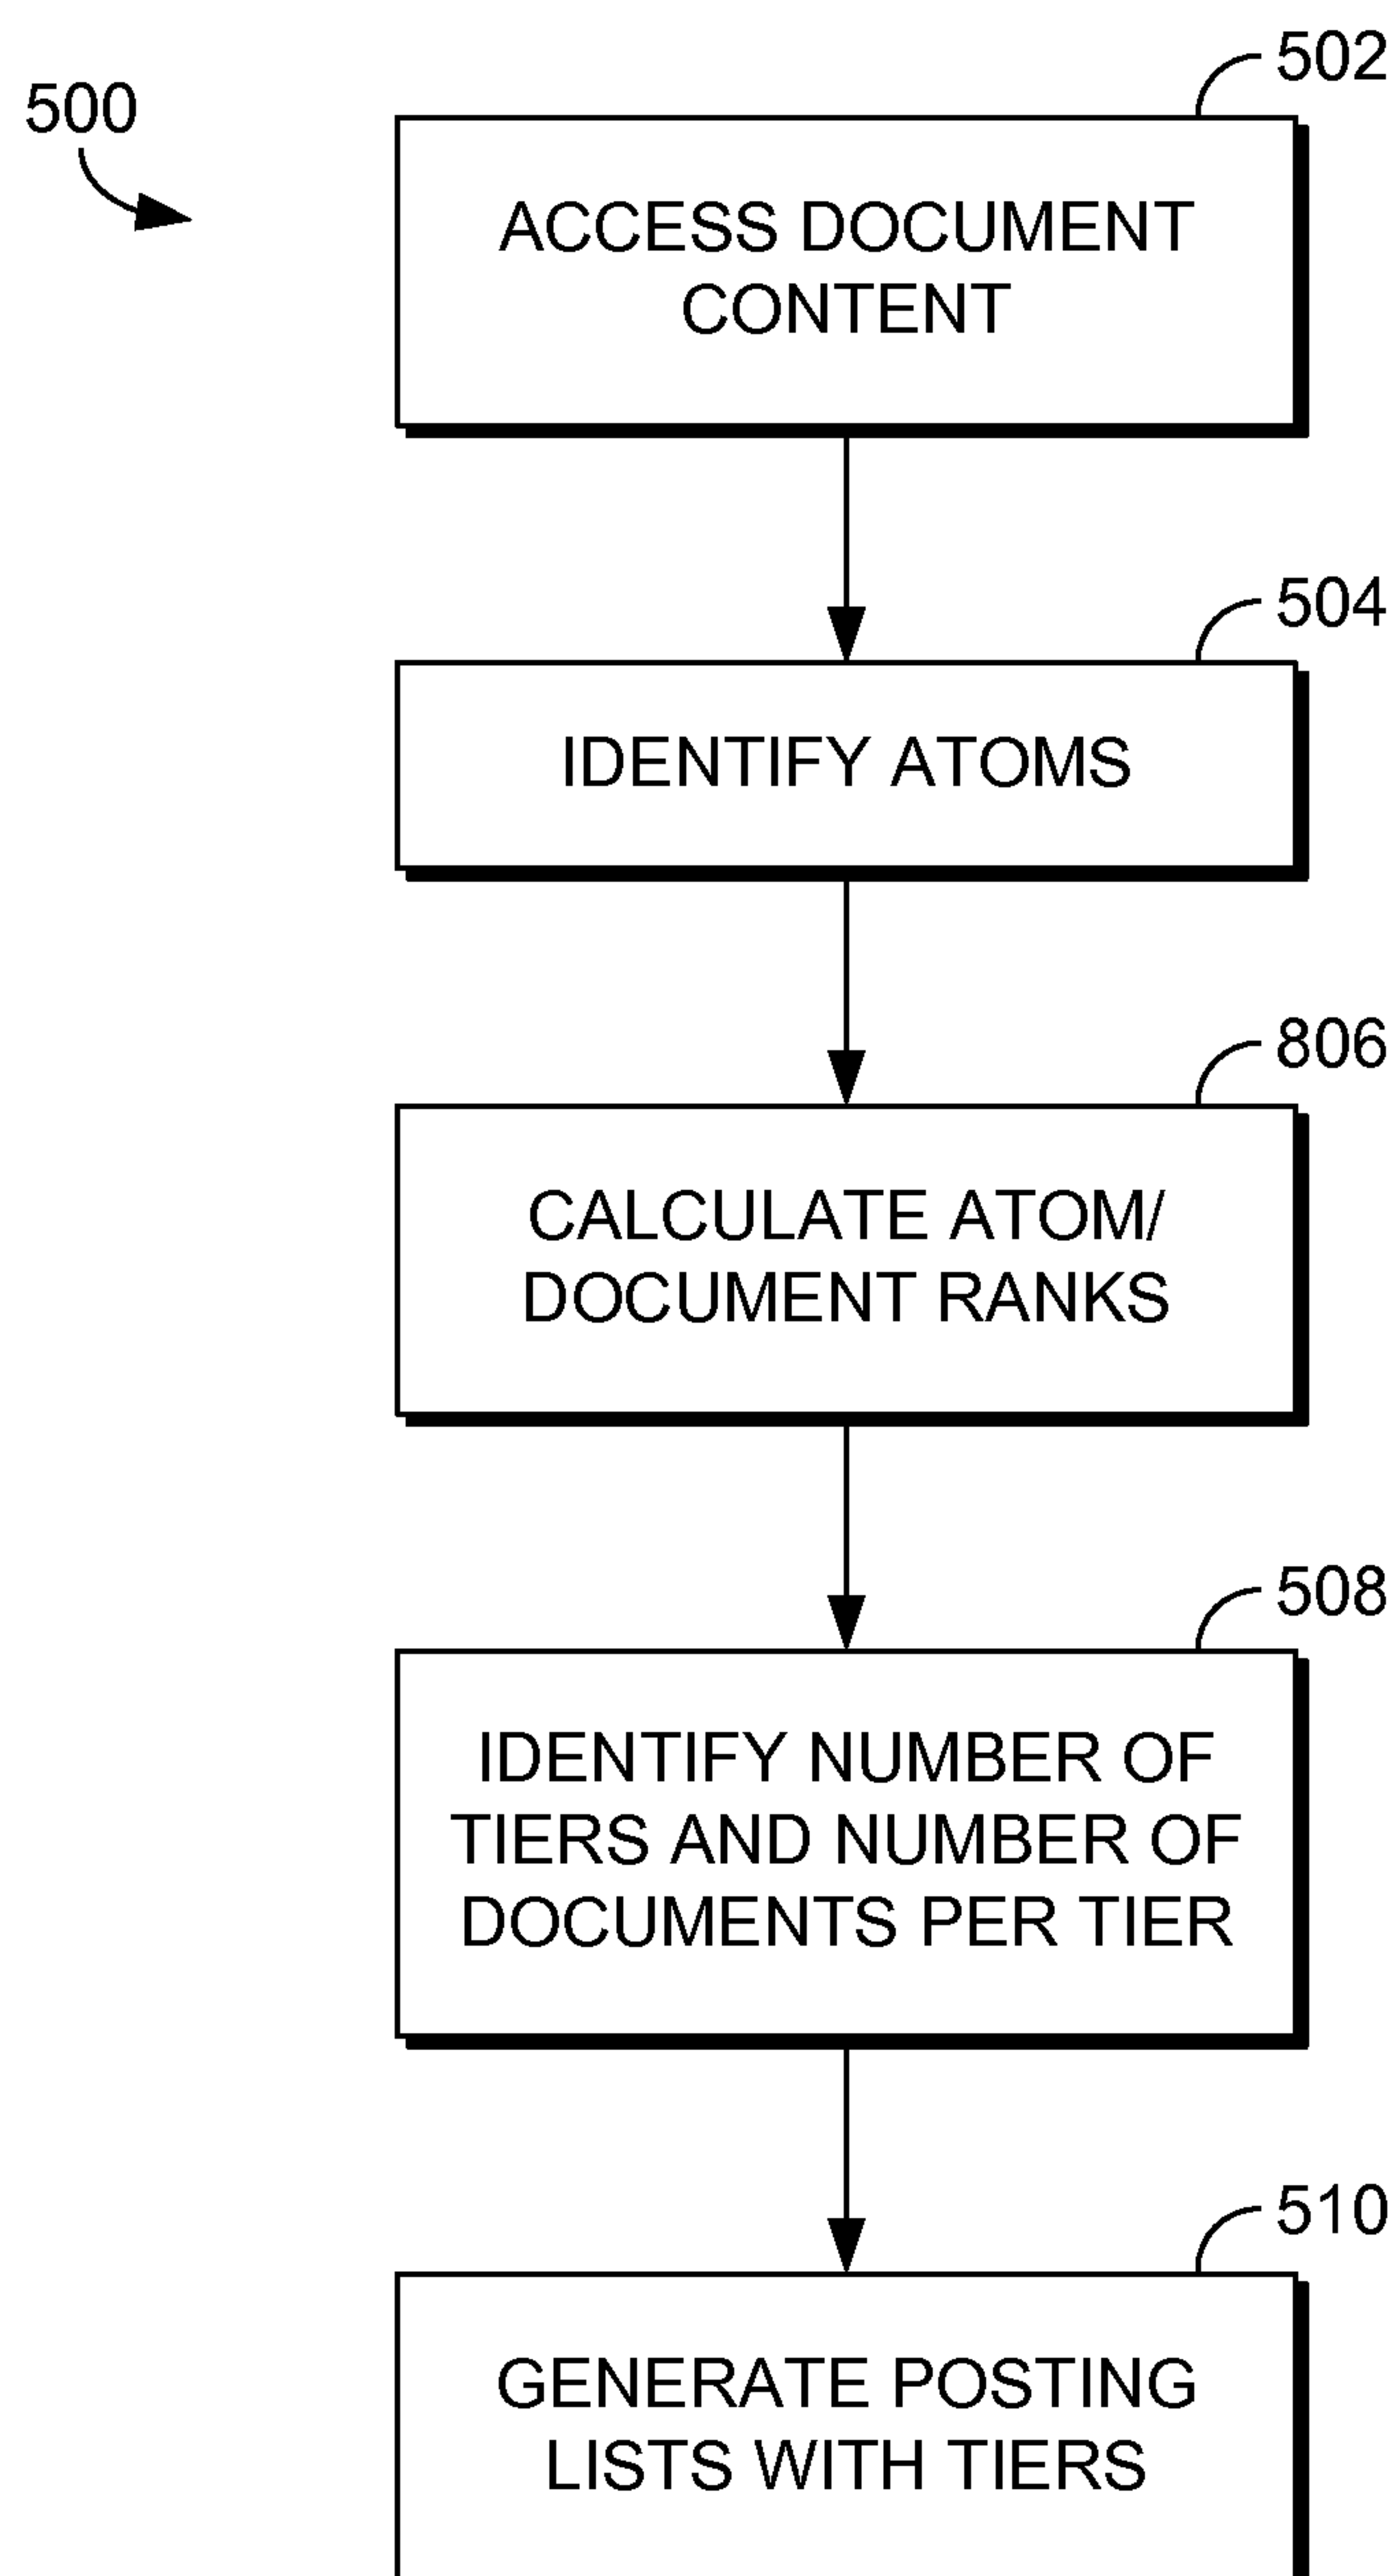 500
502
ACCESS DOCUMENT
CONTENT
504
IDENTIFY ATOMS
806
CALCULATE ATOM/
DOCUMENT RANKS
508
IDENTIFY NUMBER OF
TIERS AND NUMBER OF
DOCUMENTS PER TIER
510
GENERATE POSTING
LISTS WITH TIERS